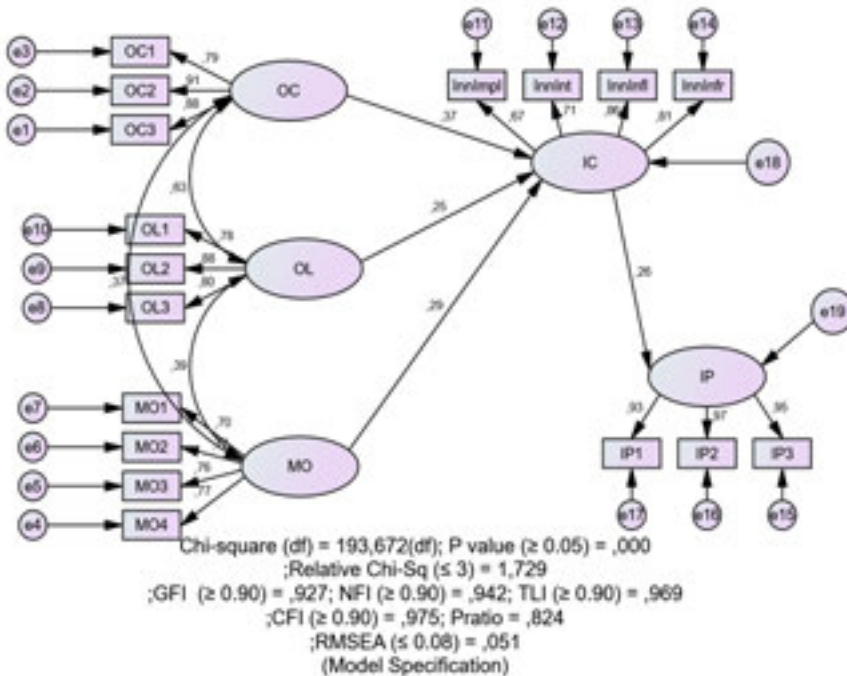 e11 e12 e13 e14
e3 OC1 ,79
e2 OC2 ,91 OC
e1 OC3 ,88
InnImpl InnInt InnInfl InnInfr
,67 ,71 ,86 ,81
,37 IC e18
,63 ,25
e10 OL1 ,78
e9 OL2 ,88 OL
e8 OL3 ,80
,37 ,29 ,26
e19
,39 IP
e7 MO1 ,70
e6 MO2
e5 MO3 ,76 MO
e4 MO4 ,77
,93 ,97 ,95
IP1 IP2 IP3
e17 e16 e15
Chi-square (df) = 193,672(df); P value (≥ 0.05) = ,000
;Relative Chi-Sq (≤ 3) = 1,729
;GFI (≥ 0.90) = ,927; NFI (≥ 0.90) = ,942; TLI (≥ 0.90) = ,969
;CFI (≥ 0.90) = ,975; Pratio = ,824
;RMSEA (≤ 0.08) = ,051
(Model Specification)